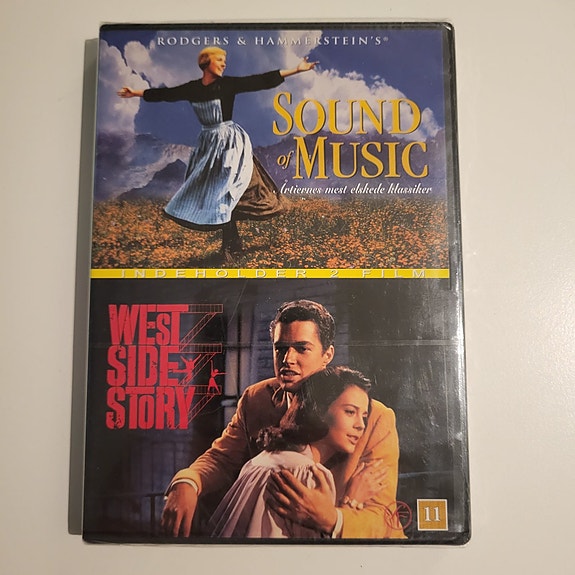 RODGERS & HAMMERSTEIN'S®
SOUND
of MUSIC
Årtiernes mest elskede klassiker
INDEHOLDER 2 FILM
WEST
SIDE
STORY
11